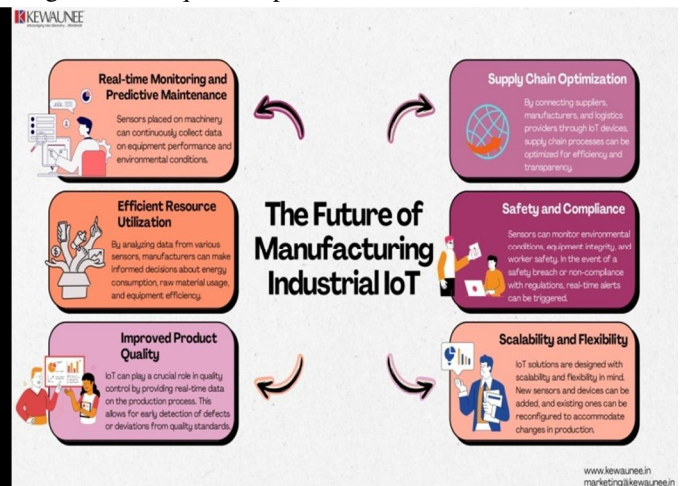 KEWAUNEE
Real-time Monitoring and
Predictive Maintenance
Sensors placed on machinery
can continuously collect data
on equipment performance and
environmental conditions.
Efficient Resource
Utilization
By analyzing data from various
sensors, manufacturers can make
informed decisions about energy
consumption, raw material usage,
and equipment efficiency.
Improved Product
Quality
IoT can play a crucial role in quality
control by providing real-time data
on the production process. This
allows for early detection of defects
or deviations from quality standards.
The Future of
Manufacturing
Industrial IoT
Supply Chain Optimization
By connecting suppliers,
manufacturers, and logistics
providers through IoT devices,
supply chain processes can be
optimized for efficiency and
transparency.
Safety and Compliance
Sensors can monitor environmental
conditions, equipment integrity, and
worker safety. In the event of a
safety breach or non-compliance
with regulations, real-time alerts
can be triggered.
Scalability and Flexibility
IoT solutions are designed with
scalability and flexibility in mind.
New sensors and devices can be
added, and existing ones can be
reconfigured to accommodate
changes in production.
www.kewaunee.in
marketing@kewaunee.in